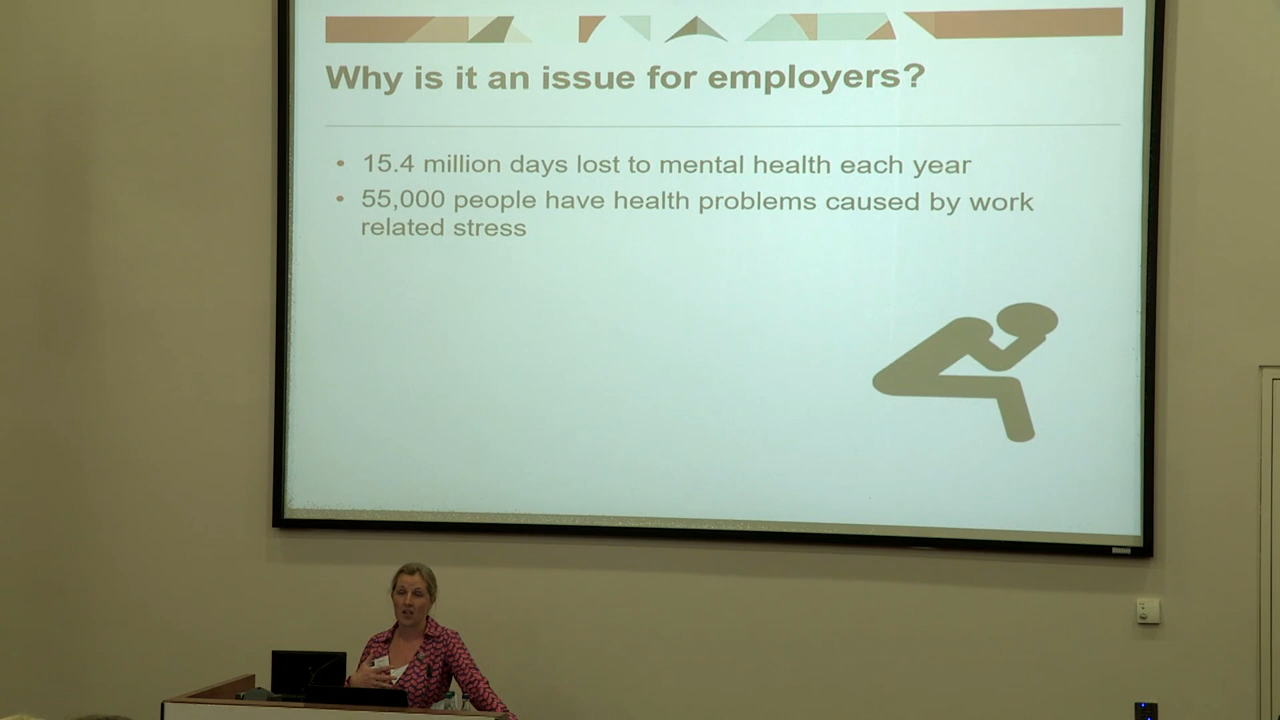 Why is it an issue for employers?
• 15.4 million days lost to mental health each year
• 55,000 people have health problems caused by work
related stress